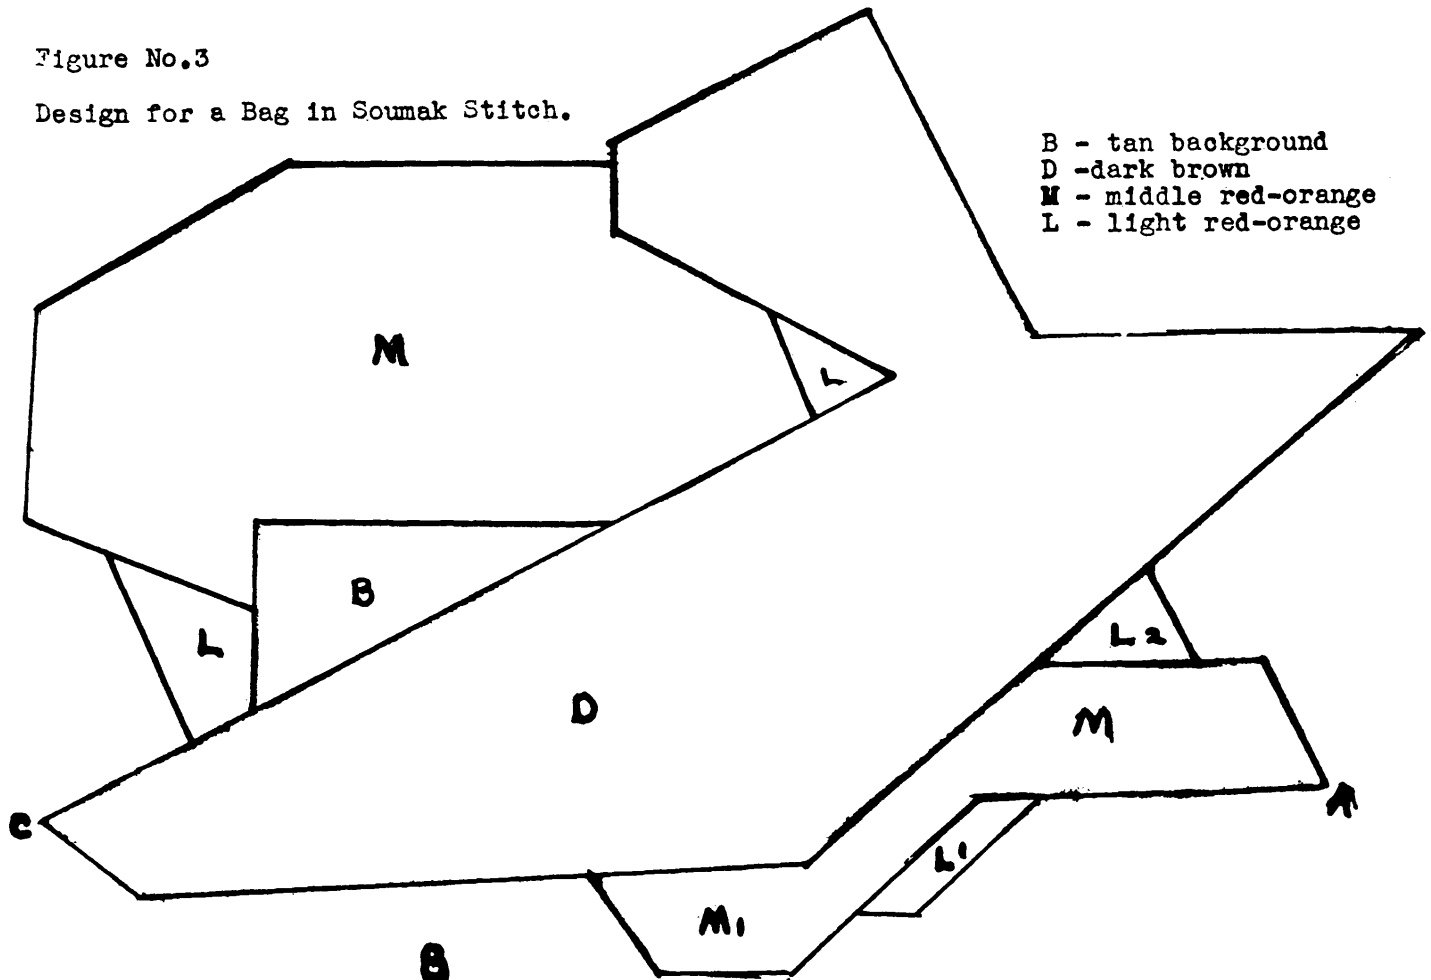 Figure No.3
Design for a Bag in Soumak Stitch.
B - tan background
D -dark brown
M - middle red-orange
L - light red-orange
M
L
B
L
L2
D
M
A
C
L1
M1
B